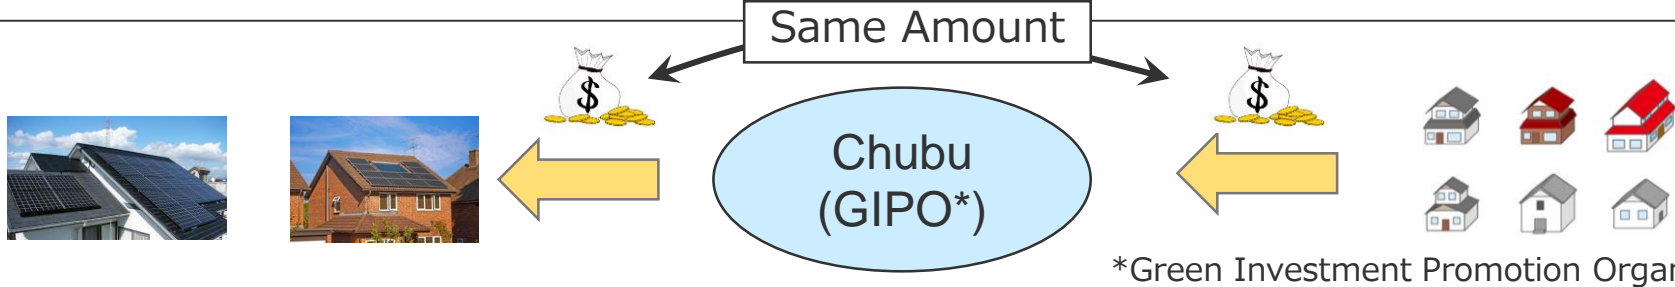 Same Amount
$
$
Chubu
(GIPO*)
*Green Investment Promotion